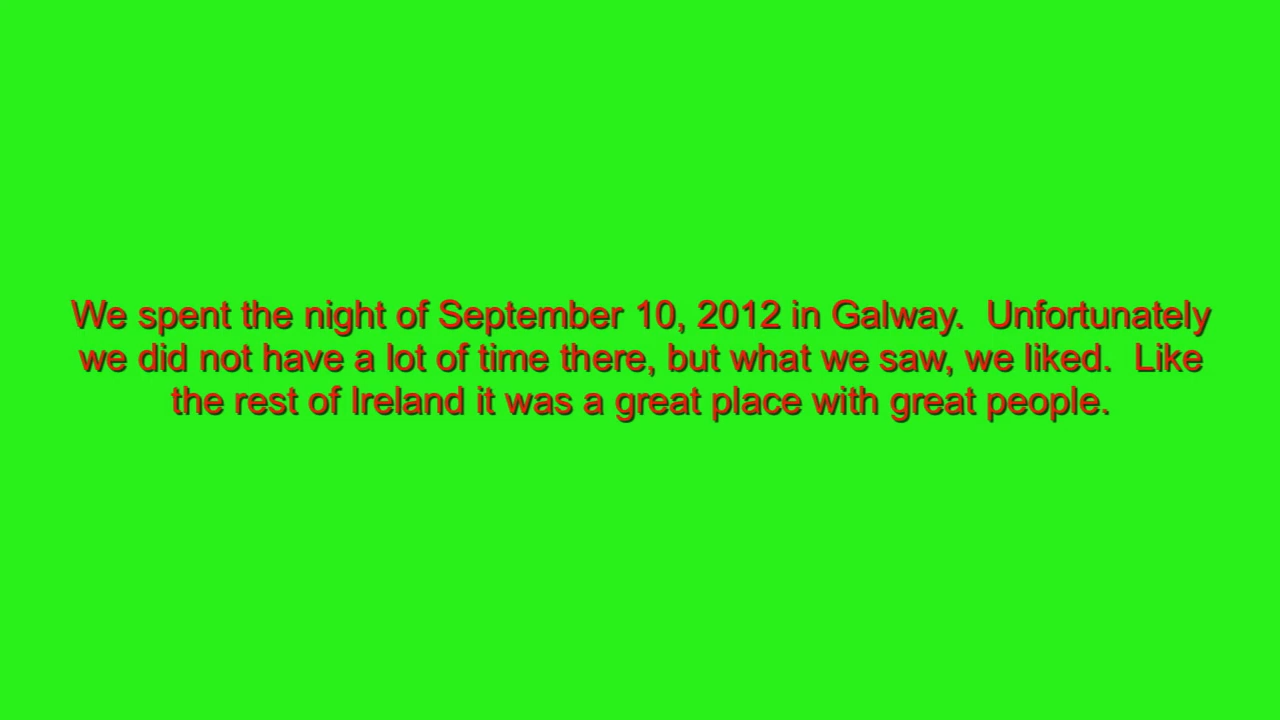 We spent the night of September 10, 2012 in Galway.  Unfortunately
we did not have a lot of time there, but what we saw, we liked.  Like
the rest of Ireland it was a great place with great people.